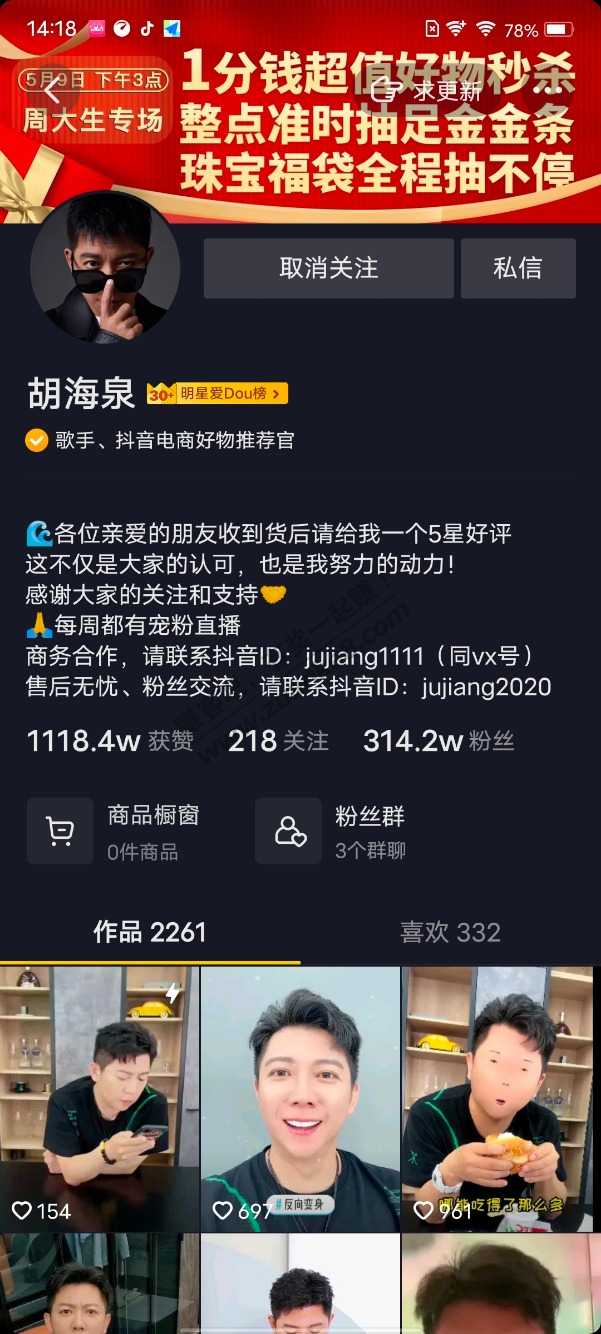 14:18
78%
1分钱超值好物秒杀
5月9日 下午3点
求更新
周大生专场
整点准时抽足金金条
珠宝福袋全程抽不停
取消关注
私信
胡海泉
30+
明星爱Dou榜 >
歌手、抖音电商好物推荐官
🌊各位亲爱的朋友收到货后请给我一个5星好评
这不仅是大家的认可，也是我努力的动力！
感谢大家的关注和支持🤝
🙏每周都有宠粉直播
商务合作，请联系抖音ID：jujiang1111（同vx号）
售后无忧、粉丝交流，请联系抖音ID：jujiang2020
1118.4w 获赞 218 关注 314.2w 粉丝
商品橱窗
0件商品
粉丝群
3个群聊
作品 2261
喜欢 332
154
697
#反向变身
961
哪能吃得了那么多